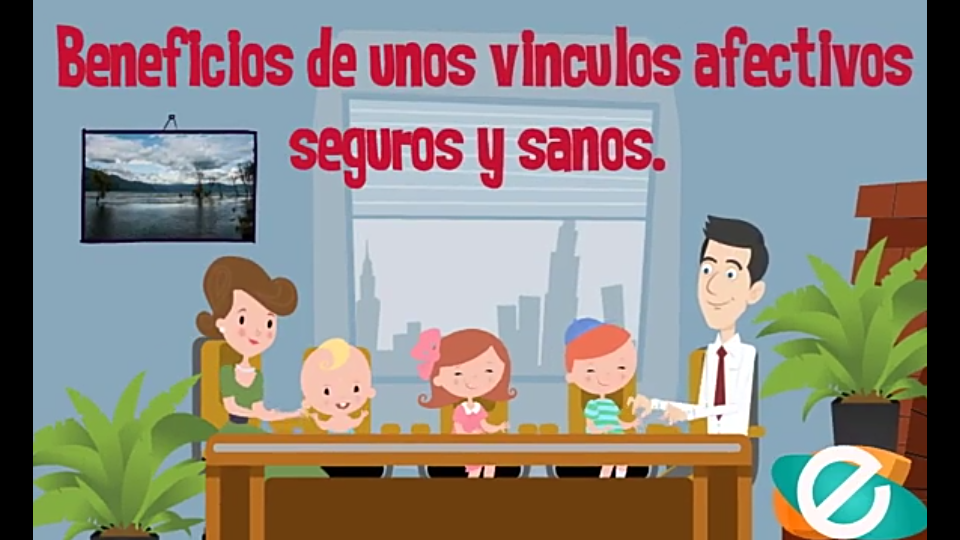 Beneficios de unos vinculos afectivos
seguros y sanos.
e